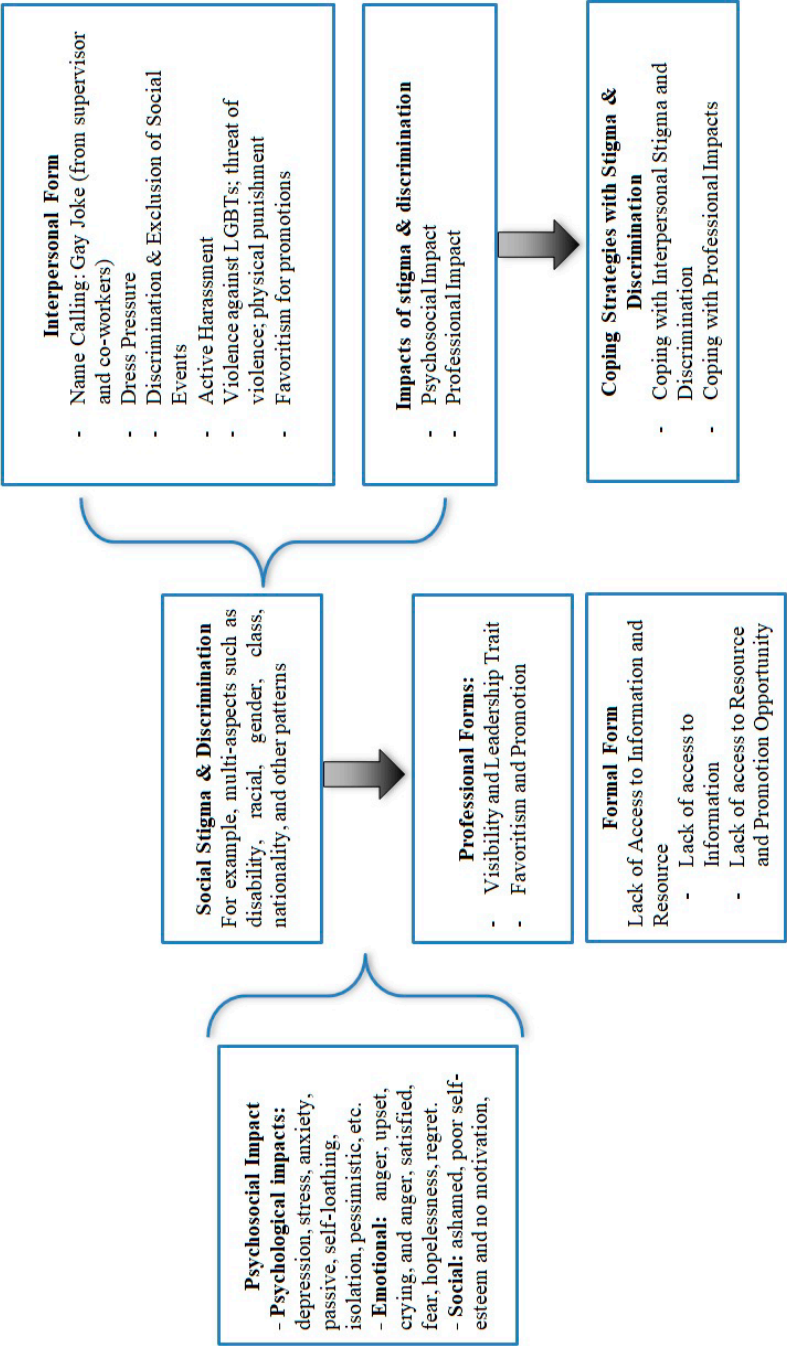 Psychosocial Impact
- Psychological impacts:
depression, stress, anxiety,
passive, self-loathing,
isolation, pessimistic, etc.
- Emotional: anger, upset,
crying, and anger, satisfied,
fear, hopelessness, regret.
- Social: ashamed, poor self-
esteem and no motivation,
Social Stigma & Discrimination
For example, multi-aspects such as
disability, racial, gender, class,
nationality, and other patterns
Professional Forms:
- Visibility and Leadership Trait
- Favoritism and Promotion
Formal Form
Lack of Access to Information and
Resource
- Lack of access to
Information
- Lack of access to Resource
and Promotion Opportunity
Interpersonal Form
- Name Calling: Gay Joke (from supervisor
and co-workers)
- Dress Pressure
- Discrimination & Exclusion of Social
Events
- Active Harassment
- Violence against LGBTs; threat of
violence; physical punishment
- Favoritism for promotions
Impacts of stigma & discrimination
- Psychosocial Impact
- Professional Impact
Coping Strategies with Stigma &
Discrimination
- Coping with Interpersonal Stigma and
Discrimination
- Coping with Professional Impacts